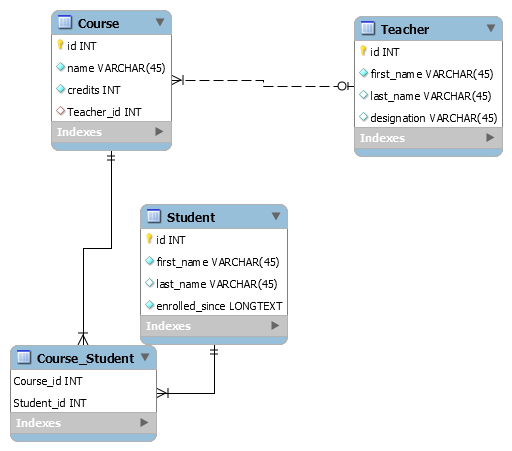 Course
id INT
name VARCHAR(45)
credits INT
Teacher_id INT
Indexes
Teacher
id INT
first_name VARCHAR(45)
last_name VARCHAR(45)
designation VARCHAR(45)
Indexes
Student
id INT
first_name VARCHAR(45)
last_name VARCHAR(45)
enrolled_since LONGTEXT
Indexes
Course_Student
Course_id INT
Student_id INT
Indexes